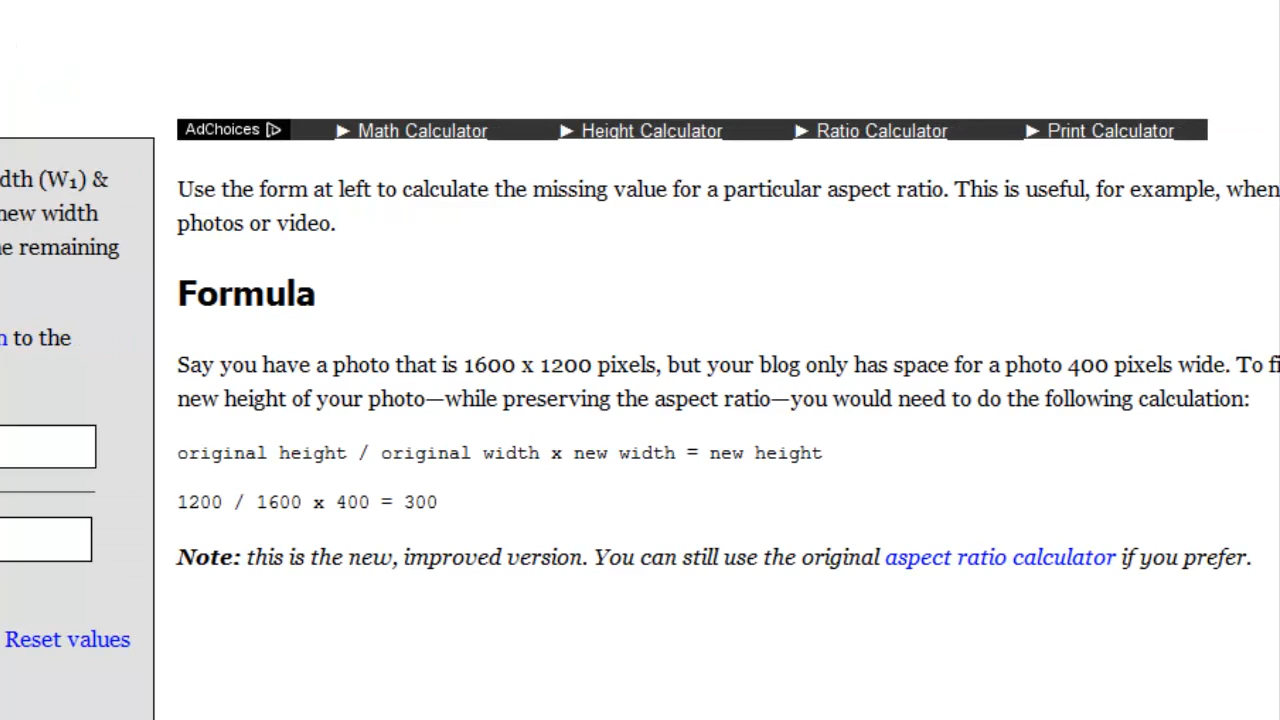 AdChoices
Math Calculator
Height Calculator
Ratio Calculator
Print Calculator
(W₁) &
new width
remaining
to the
Reset values
Use the form at left to calculate the missing value for a particular aspect ratio. This is useful, for example, when
photos or video.
Formula
Say you have a photo that is 1600 x 1200 pixels, but your blog only has space for a photo 400 pixels wide. To
new height of your photo—while preserving the aspect ratio—you would need to do the following calculation:
original height / original width x new width = new height
1200 / 1600 x 400 = 300
Note: this is the new, improved version. You can still use the original aspect ratio calculator if you prefer.